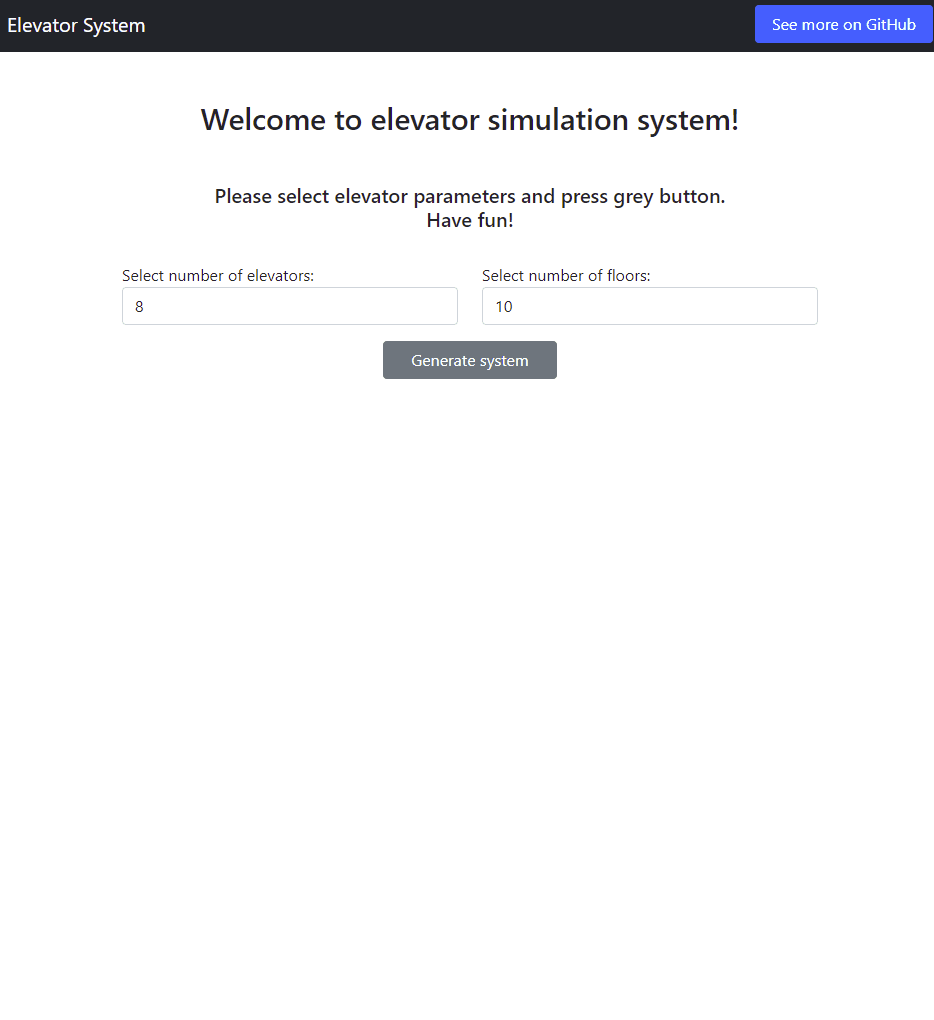 Elevator System
See more on GitHub
Welcome to elevator simulation system!
Please select elevator parameters and press grey button.
Have fun!
Select number of elevators:
Select number of floors:
8
10
Generate system